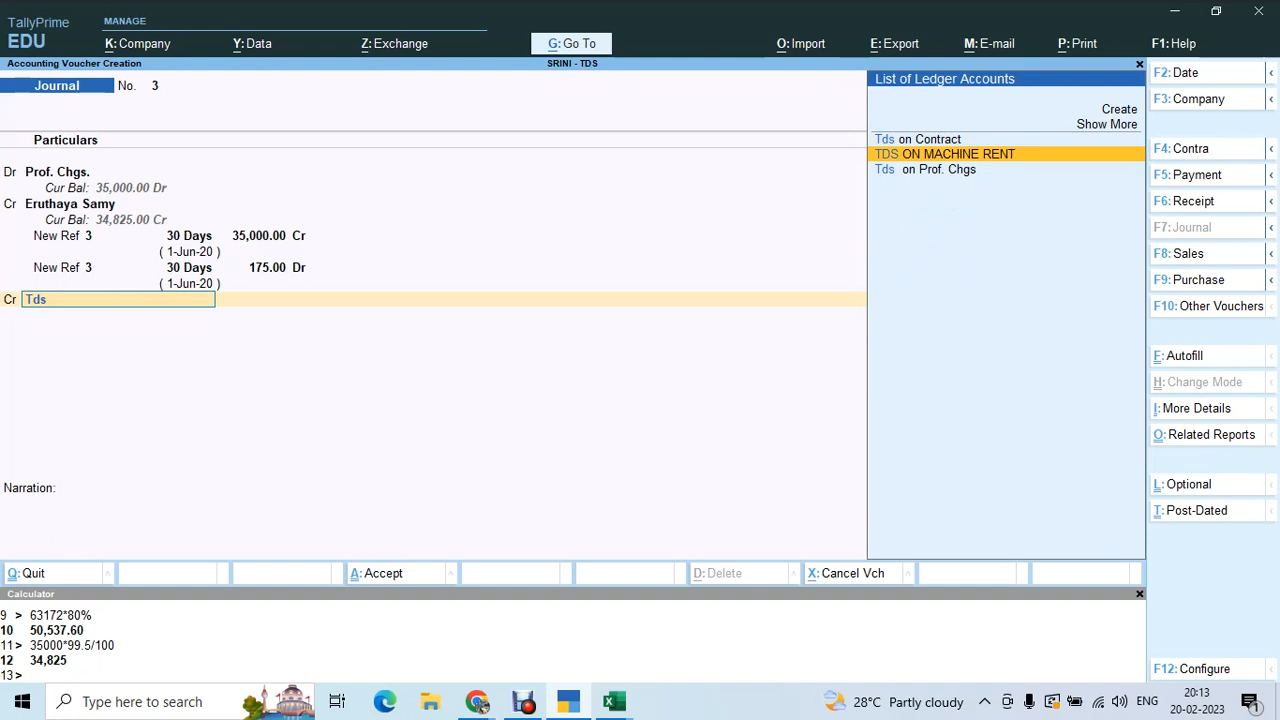 TallyPrime
EDU
MANAGE
K: Company
Y: Data
Z: Exchange
G: Go To
O: Import
E: Export
M: E-mail
P: Print
F1: Help
Accounting Voucher Creation
SRINI - TDS
Journal No. 3
Particulars
Dr Prof. Chgs.
Cur Bal: 35,000.00 Dr
Cr Eruthaya Samy
Cur Bal: 34,825.00 Cr
New Ref 3 30 Days 35,000.00 Cr
( 1-Jun-20 )
New Ref 3 30 Days 175.00 Dr
( 1-Jun-20 )
Cr Tds
Narration:
List of Ledger Accounts
Create
Show More
Tds on Contract
TDS ON MACHINE RENT
Tds on Prof. Chgs
F2: Date
F3: Company
F4: Contra
F5: Payment
F6: Receipt
F7: Journal
F8: Sales
F9: Purchase
F10: Other Vouchers
F: Autofill
H: Change Mode
I: More Details
O: Related Reports
L: Optional
T: Post-Dated
F12: Configure
Q: Quit
A: Accept
D: Delete
X: Cancel Vch
Calculator
9 > 63172*80%
10 50,537.60
11> 35000*99.5/100
12 34,825
13>
Type here to search
28°C Partly cloudy
ENG
20:13
20-02-2023
1